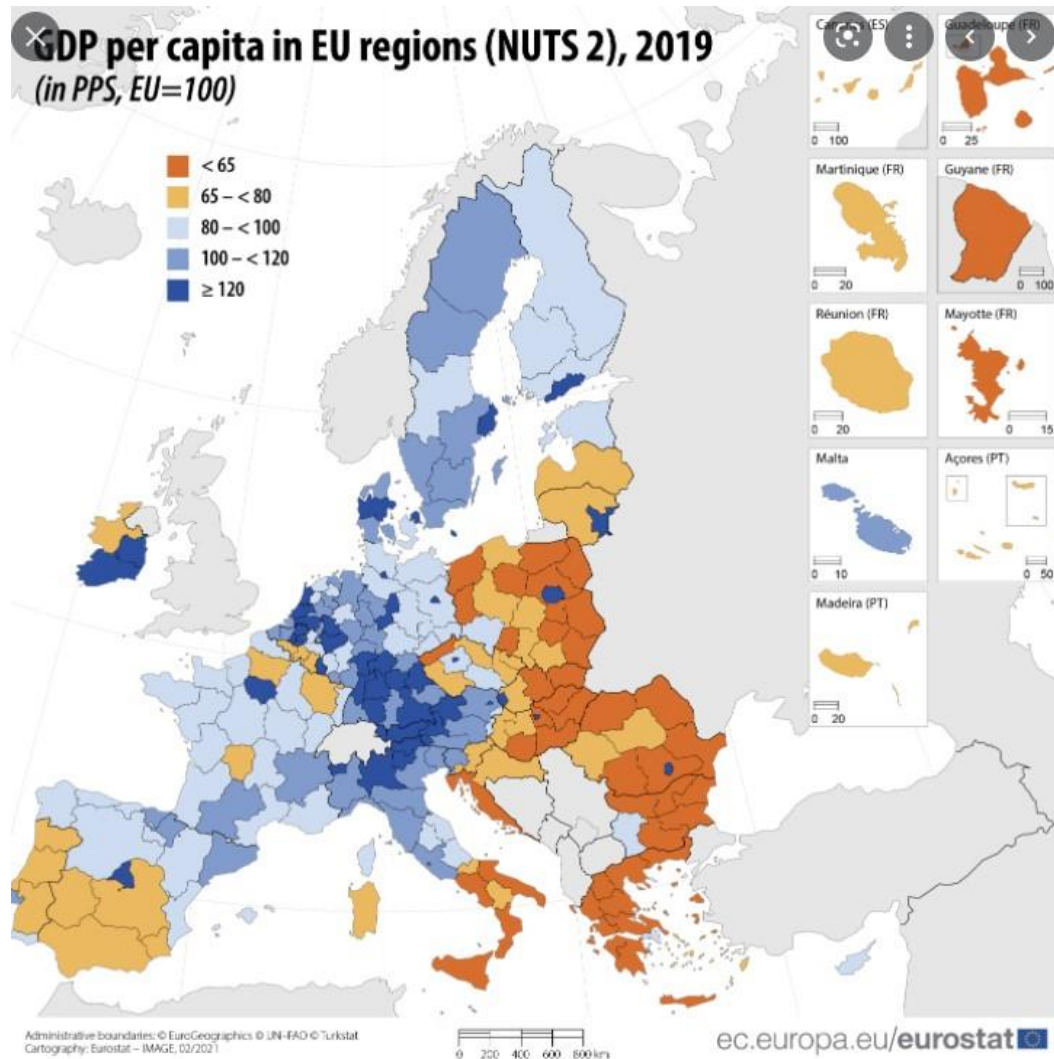 GDP per capita in EU regions (NUTS 2), 2019
(in PPS, EU=100)
< 65
65 – < 80
80 – < 100
100 – < 120
≥ 120
(ES)
0 100
Guadeloupe (FR)
0 25
Martinique (FR)
0 20
Guyane (FR)
0 100
Réunion (FR)
0 20
Mayotte (FR)
0 15
Malta
0 10
Açores (PT)
0 50
Madeira (PT)
0 20
Administrative boundaries: © EuroGeographics © UN-FAO © Turkstat
Cartography: Eurostat – IMAGE, 02/2021
0 200 400 600 800 km
ec.europa.eu/eurostat